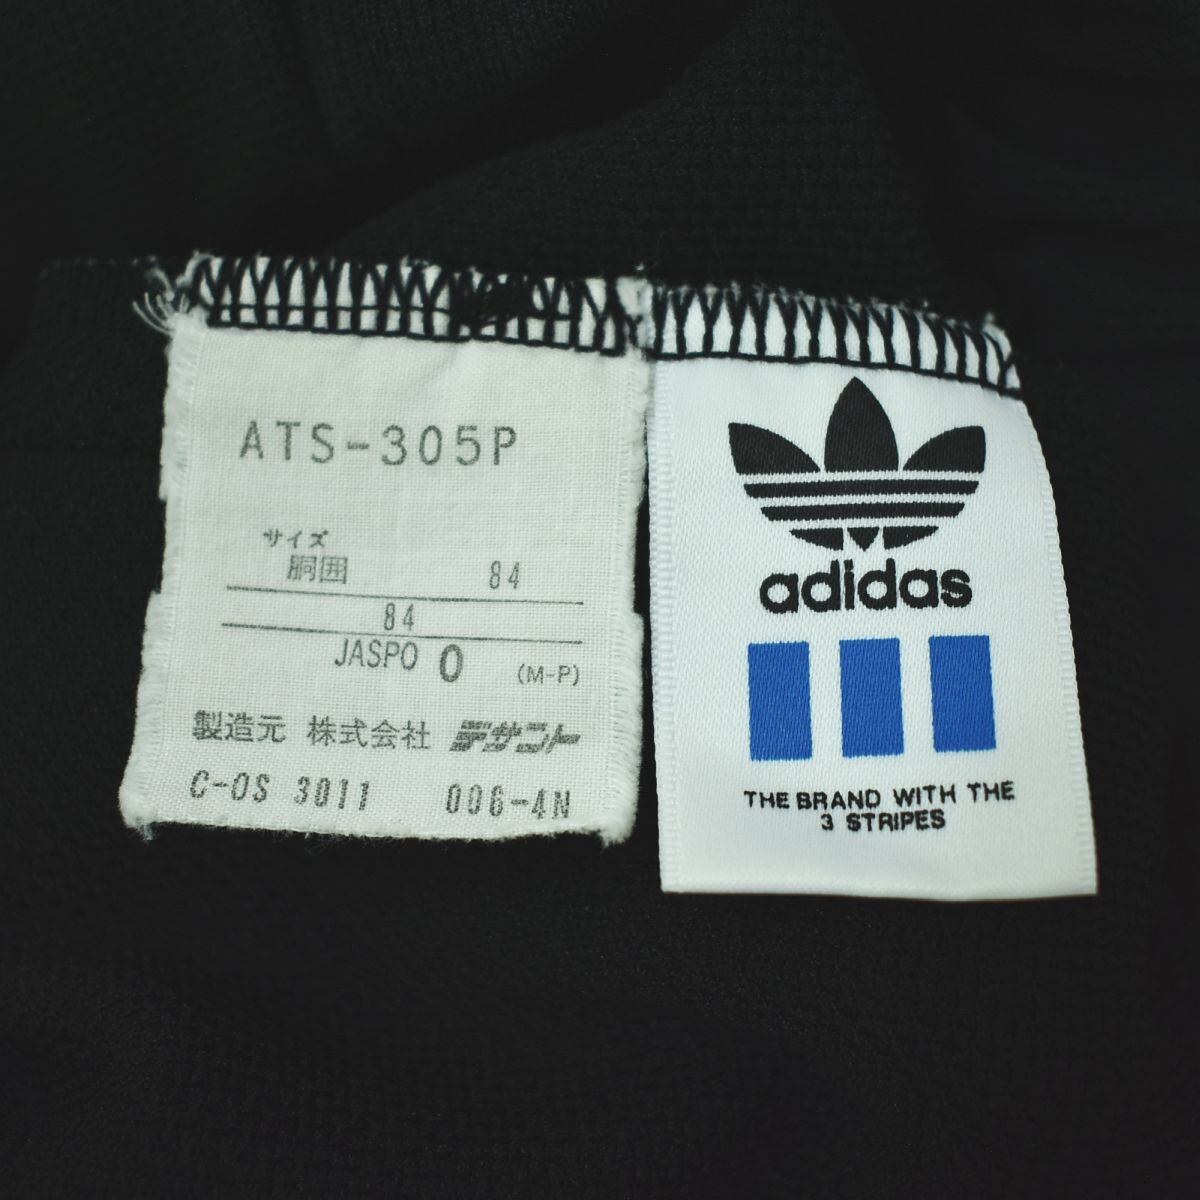 ATS-305P
サイズ
胴囲 84
84
JASPO O (M-P)
製造元 株式会社 デサント
C-OS 3011 006-4N
adidas
THE BRAND WITH THE
3 STRIPES